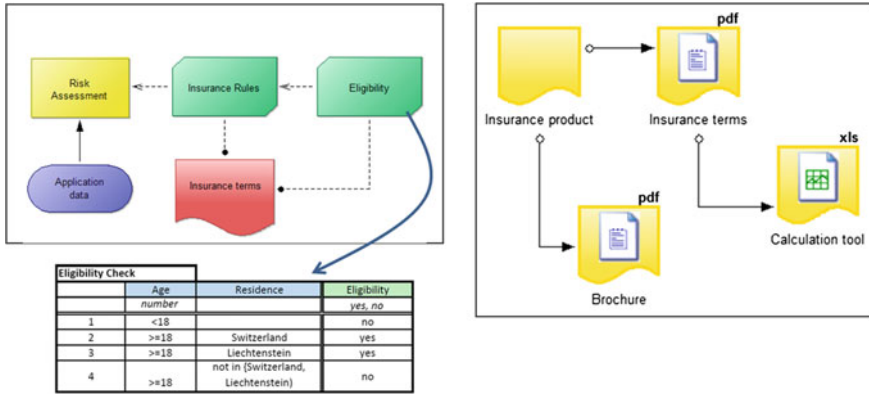 Risk
Assessment
Insurance Rules
Eligibility
Application
data
Insurance terms
Eligibility Check
Age Residence Eligibility
number yes, no
1 <18 no
2 >=18 Switzerland yes
3 >=18 Liechtenstein yes
4 >=18 not in {Switzerland, no
Liechtenstein)
pdf
Insurance product
Insurance terms
xls
pdf
Calculation tool
Brochure